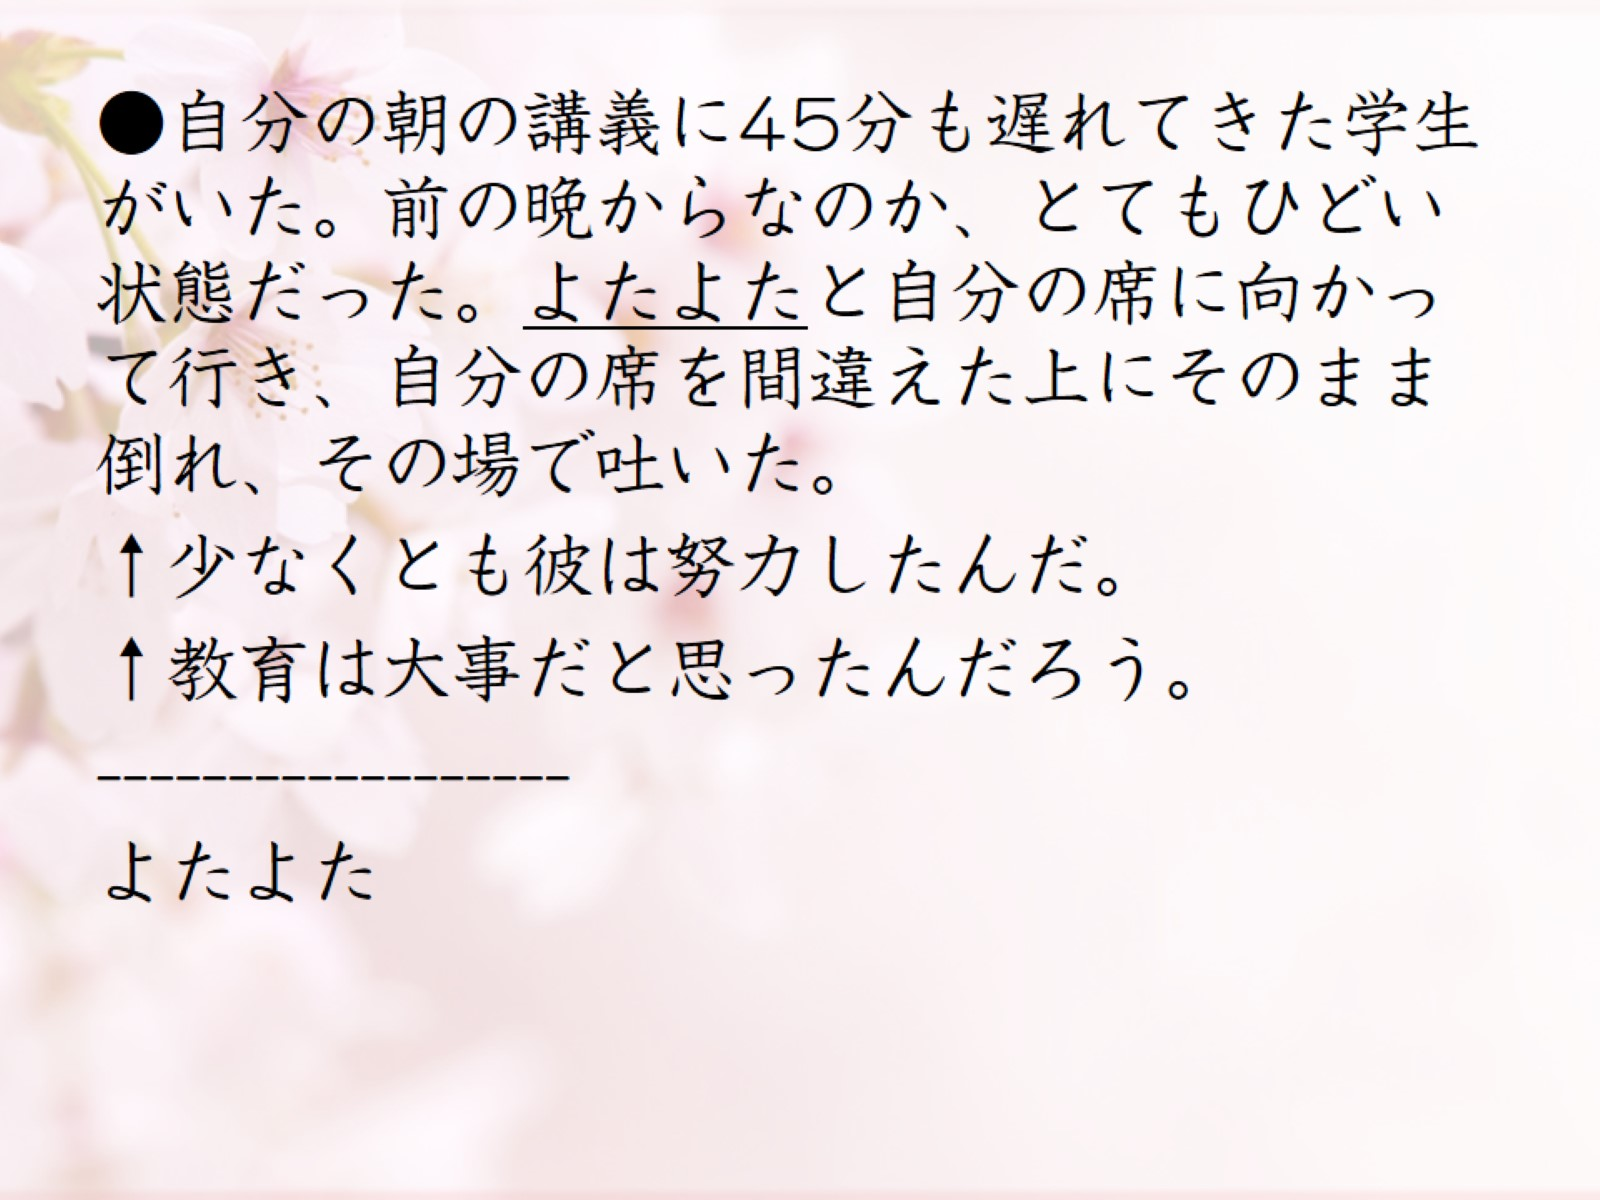 ●自分の朝の講義に45分も遅れてきた学生
がいた。前の晩からなのか、とてもひどい
状態だった。よたよたと自分の席に向かっ
て行き、自分の席を間違えた上にそのまま
倒れ、その場で吐いた。
↑少なくとも彼は努力したんだ。
↑教育は大事だと思ったんだろう。
------------------
よたよた